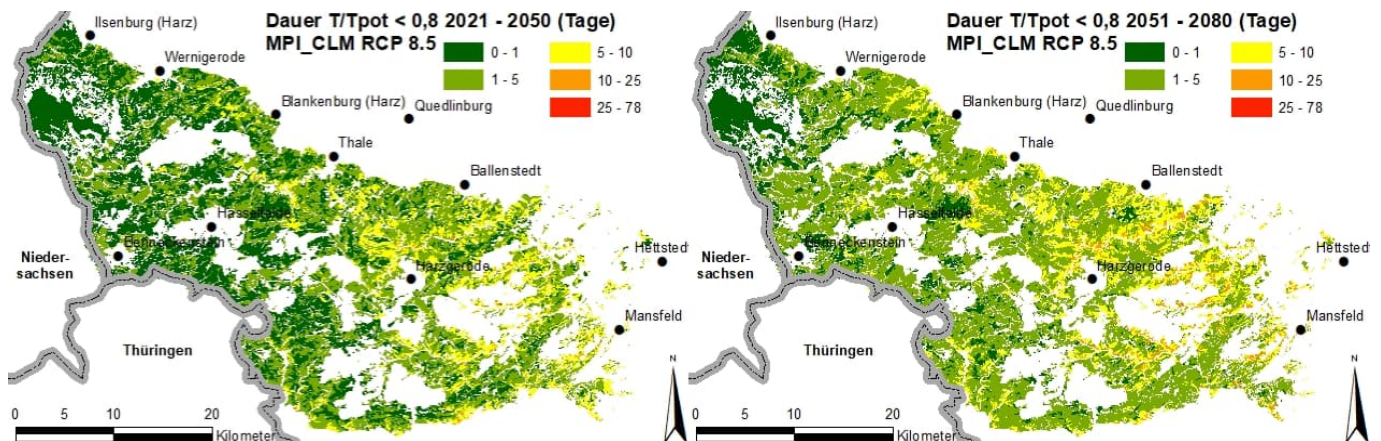 Dauer T/Tpot < 0,8 2021 - 2050 (Tage)
MPI_CLM RCP 8.5
0 - 1
5 - 10
1 - 5
10 - 25
25 - 78
Ilsenburg (Harz)
Wernigerode
Blankenburg (Harz)
Quedlinburg
Thale
Ballenstedt
Hasselfelde
Benneckenstein
Nieder-
sachsen
Hettstedt
Harzgerode
Mansfeld
Thüringen
N
0 5 10 20
Kilometer
Dauer T/Tpot < 0,8 2051 - 2080 (Tage)
MPI_CLM RCP 8.5
0 - 1
5 - 10
1 - 5
10 - 25
25 - 78
Ilsenburg (Harz)
Wernigerode
Blankenburg (Harz)
Quedlinburg
Thale
Ballenstedt
Hasselfelde
Benneckenstein
Nieder-
sachsen
Hettstedt
Harzgerode
Mansfeld
Thüringen
N
0 5 10 20
Kilometer